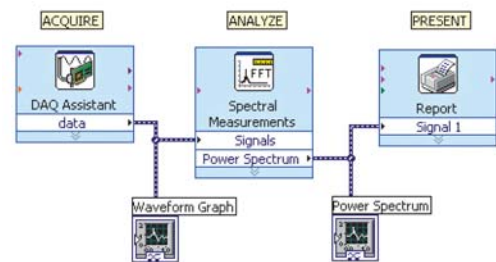 ACQUIRE
ANALYZE
PRESENT
FFT
DAQ Assistant
data
Spectral
Measurements
Signals
Power Spectrum
Report
Signal 1
Waveform Graph
Power Spectrum